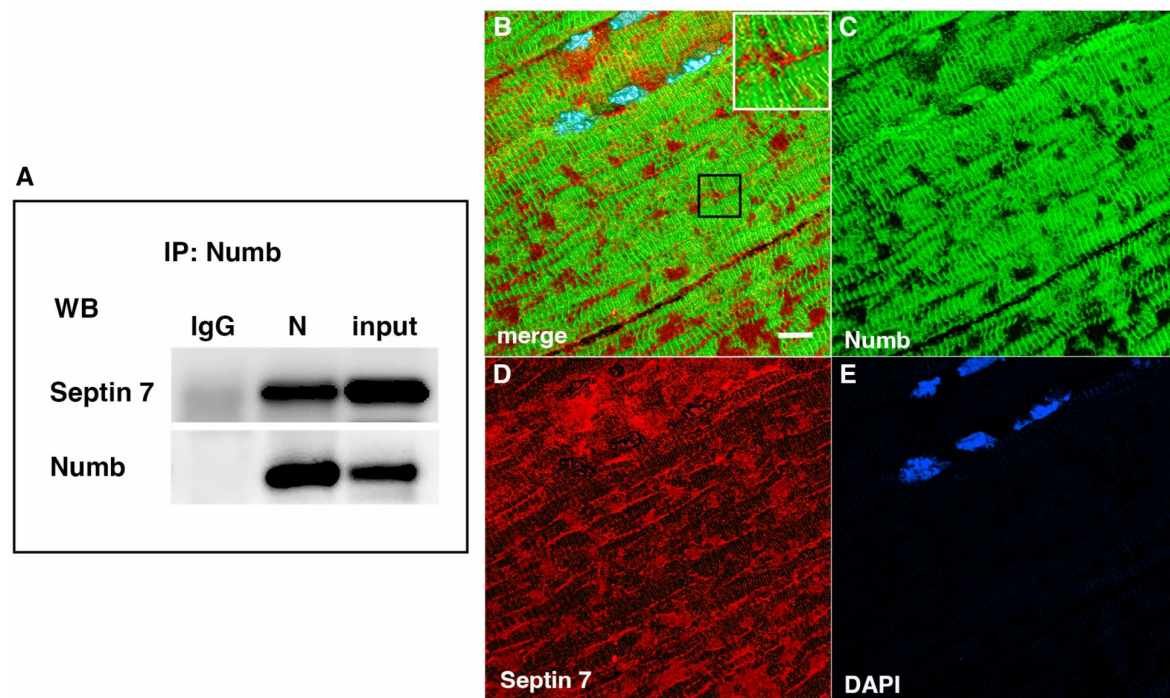 A
IP: Numb
WB
IgG N input
Septin 7
Numb
B
merge
C
Numb
D
Septin 7
E
DAPI